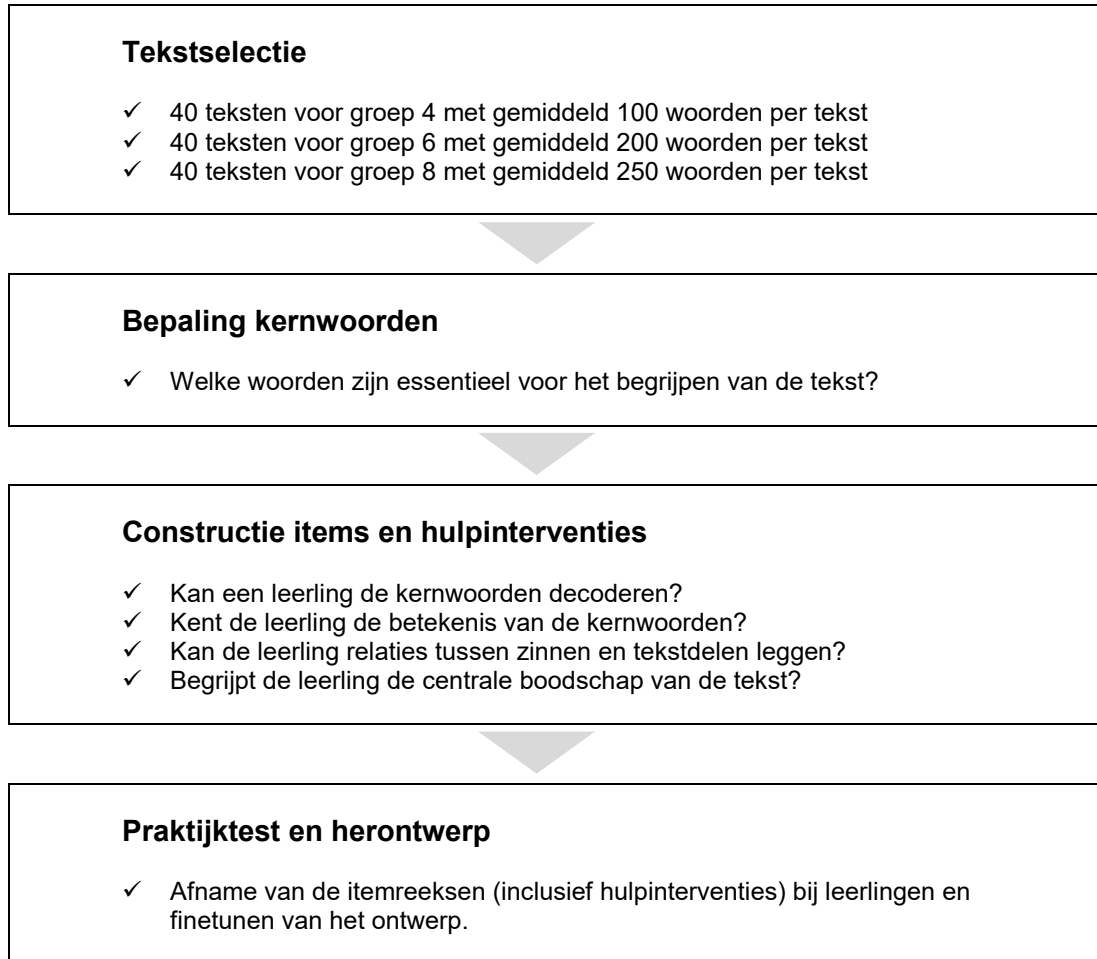 Tekstselectie
✓ 40 teksten voor groep 4 met gemiddeld 100 woorden per tekst
✓ 40 teksten voor groep 6 met gemiddeld 200 woorden per tekst
✓ 40 teksten voor groep 8 met gemiddeld 250 woorden per tekst
Bepaling kernwoorden
✓ Welke woorden zijn essentieel voor het begrijpen van de tekst?
Constructie items en hulpinterventies
✓ Kan een leerling de kernwoorden decoderen?
✓ Kent de leerling de betekenis van de kernwoorden?
✓ Kan de leerling relaties tussen zinnen en tekstdelen leggen?
✓ Begrijpt de leerling de centrale boodschap van de tekst?
Praktijktest en herontwerp
✓ Afname van de itemreeksen (inclusief hulpinterventies) bij leerlingen en
finetunen van het ontwerp.